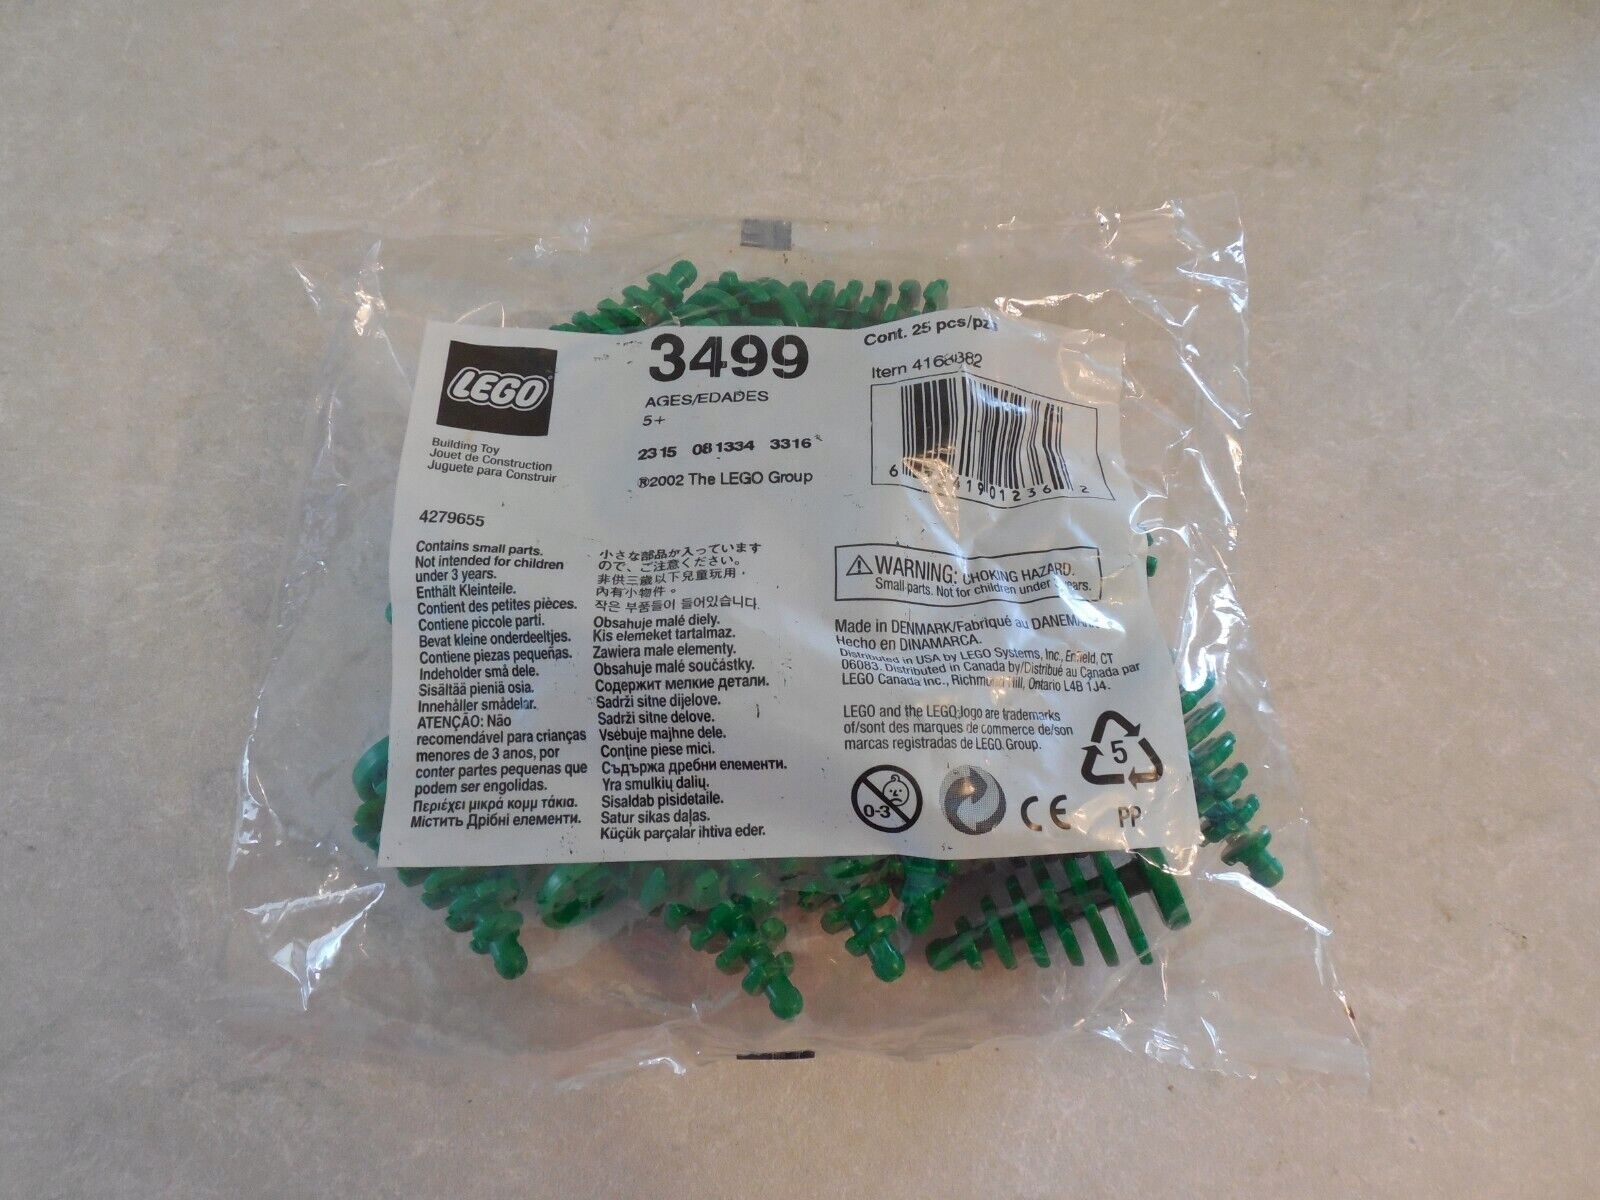 LEGO
Building Toy
Jouet de Construction
Juguete para Construir
3499
AGES/EDADES
5+
2315 081334 3316
®2002 The LEGO Group
Cont. 25 pcs/pzs
Item
6 190123 6 2
4279655
Contains small parts.
Not intended for children
under 3 years.
Enthält Kleinteile.
Contient des petites pièces.
Contiene piccole parti.
Bevat kleine onderdeeltjes.
Contiene piezas pequeñas.
Indeholder små dele.
Sisältää pieniä osia.
Innehåller smådelar.
ATENÇÃO: Não
recomendável para crianças
menores de 3 anos, por
conter partes pequenas que
podem ser engolidas.
Περιέχει μικρά κομμ τάκια.
Мiстить Дрiбнi елементи.
小さな部品が入っています
ので、ご注意ください。
非供三歲以下兒童玩用．
內有小物件。
작은 부품들이 들어있습니다.
Obsahuje malé diely.
Kis elemeket tartalmaz.
Zawiera małe elementy.
Obsahuje malé součástky.
Содержит мелкие детали.
Sadrži sitne dijelove.
Sadrži sitne delove.
Vsebuje majhne dele.
Conţine piese mici.
Съдържа дребни елементи.
Yra smulkių dalių.
Sisaldab pisidetaile.
Satur sīkas daļas.
Küçük parçalar ihtiva eder.
WARNING: CHOKING HAZARD.
Small parts. Not for children under 3 years.
Made in DENMARK/Fabriqué au DANEMARK
Hecho en DINAMARCA.
Distributed in USA by LEGO Systems, Inc., Enfield, CT
06083. Distributed in Canada by/Distribué au Canada par
LEGO Canada Inc., Richmond Hill, Ontario L4B 1J4.
LEGO and the LEGO logo are trademarks
of/sont des marques de commerce de/son
marcas registradas de LEGO Group.
0-3
CE
5
PP